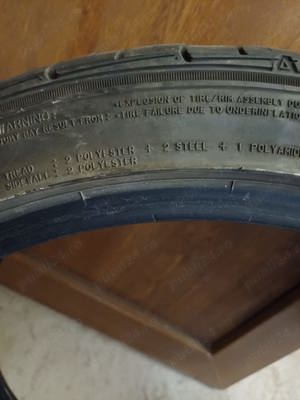 WARNING :
INJURY MAY RESULT FROM : •EXPLOSION OF TIRE/RIM ASSEMBLY DU
•TIRE FAILURE DUE TO UNDERINFLATION
TREAD : 2 POLYESTER + 2 STEEL + 1 POLYAMID
SIDEWALL : 2 POLYESTER